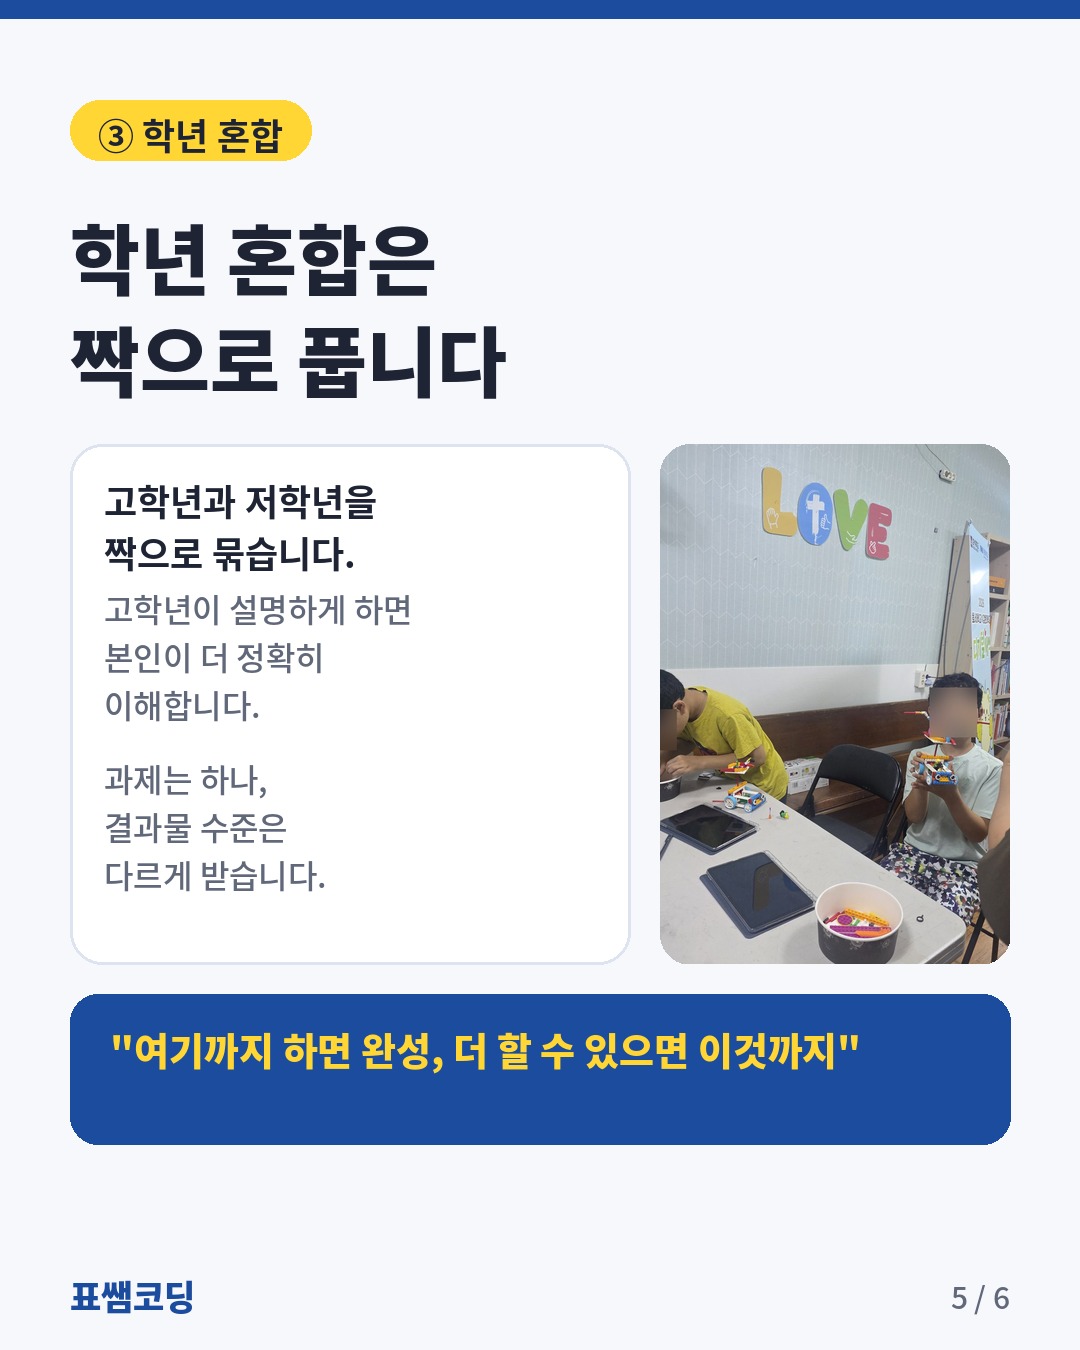 ③ 학년 혼합
학년 혼합은
짝으로 풉니다
고학년과 저학년을
짝으로 묶습니다.
고학년이 설명하게 하면
본인이 더 정확히
이해합니다.
과제는 하나,
결과물 수준은
다르게 받습니다.
LOVE
"여기까지 하면 완성, 더 할 수 있으면 이것까지"
표쌤코딩
5 / 6